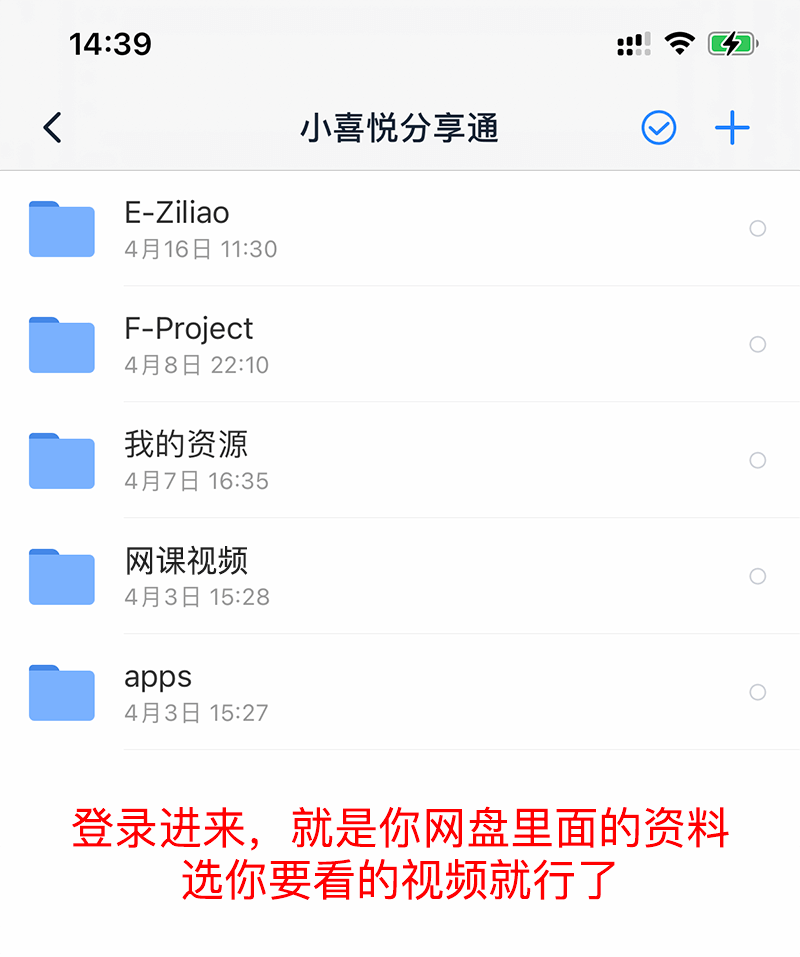 14:39
小喜悦分享通
E-Ziliao
4月16日 11:30
F-Project
4月8日 22:10
我的资源
4月7日 16:35
网课视频
4月3日 15:28
apps
4月3日 15:27
登录进来，就是你网盘里面的资料
选你要看的视频就行了